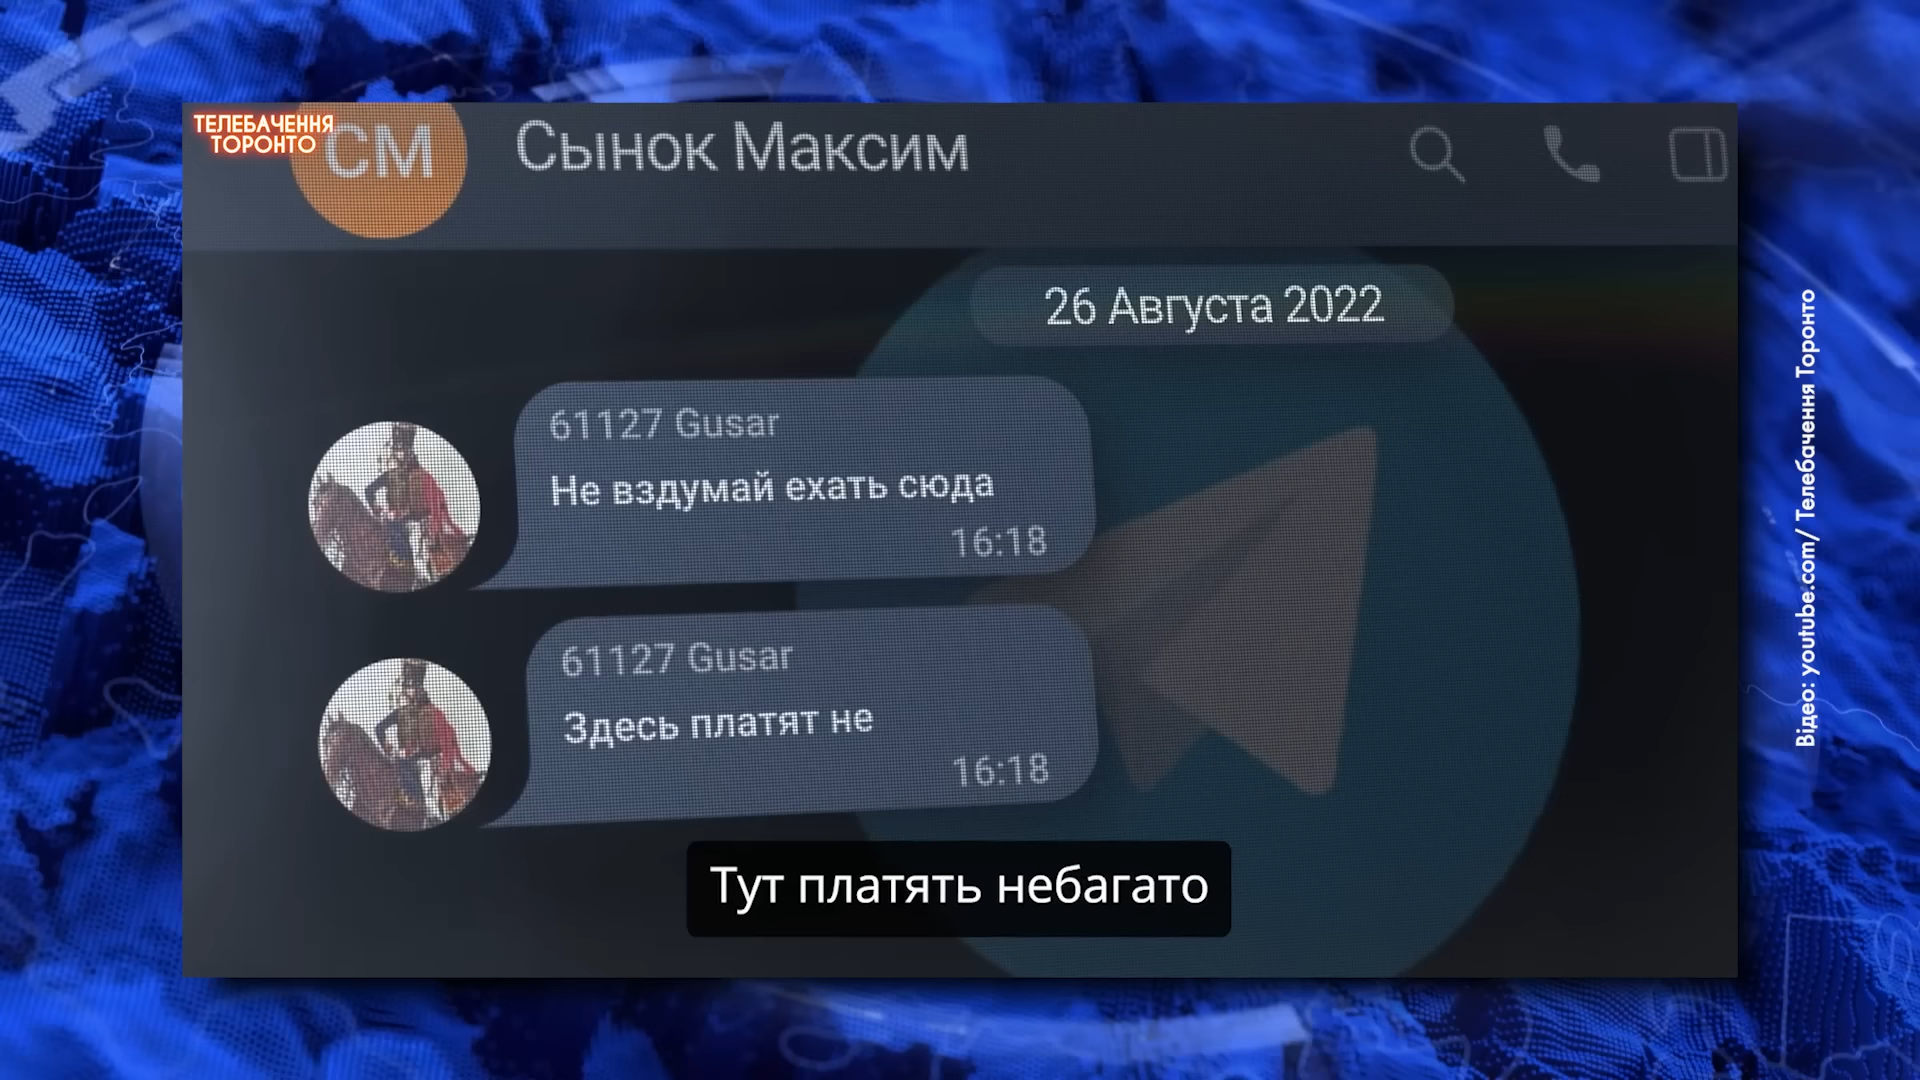 ТЕЛЕБАЧЕННЯ
ТОРОНТО
СМ
Сынок Максим
26 Августа 2022
61127 Gusar
Не вздумай ехать сюда
16:18
61127 Gusar
Здесь платят не
16:18
Тут платять небагато
Відео: youtube.com/ Телебачення Торонто